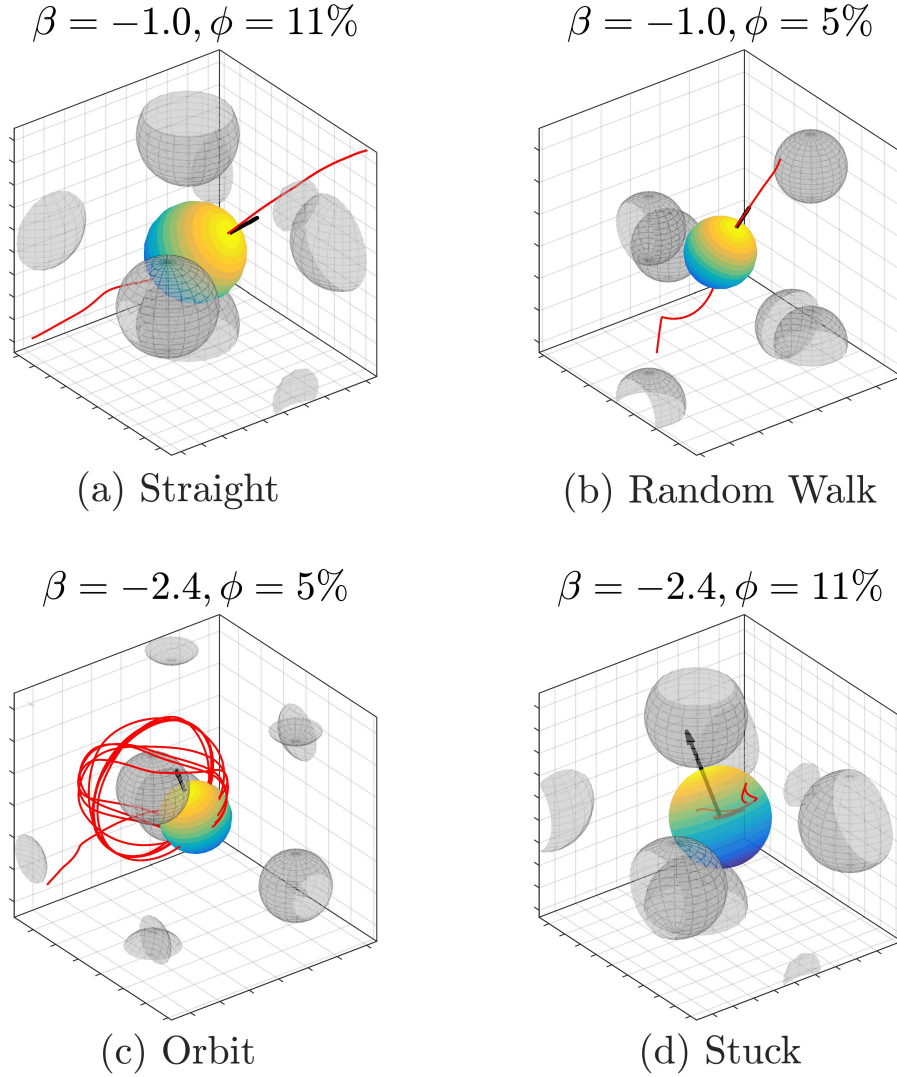 β = −1.0, ϕ = 11%
β = −1.0, ϕ = 5%
(a) Straight
(b) Random Walk
β = −2.4, ϕ = 5%
β = −2.4, ϕ = 11%
(c) Orbit
(d) Stuck